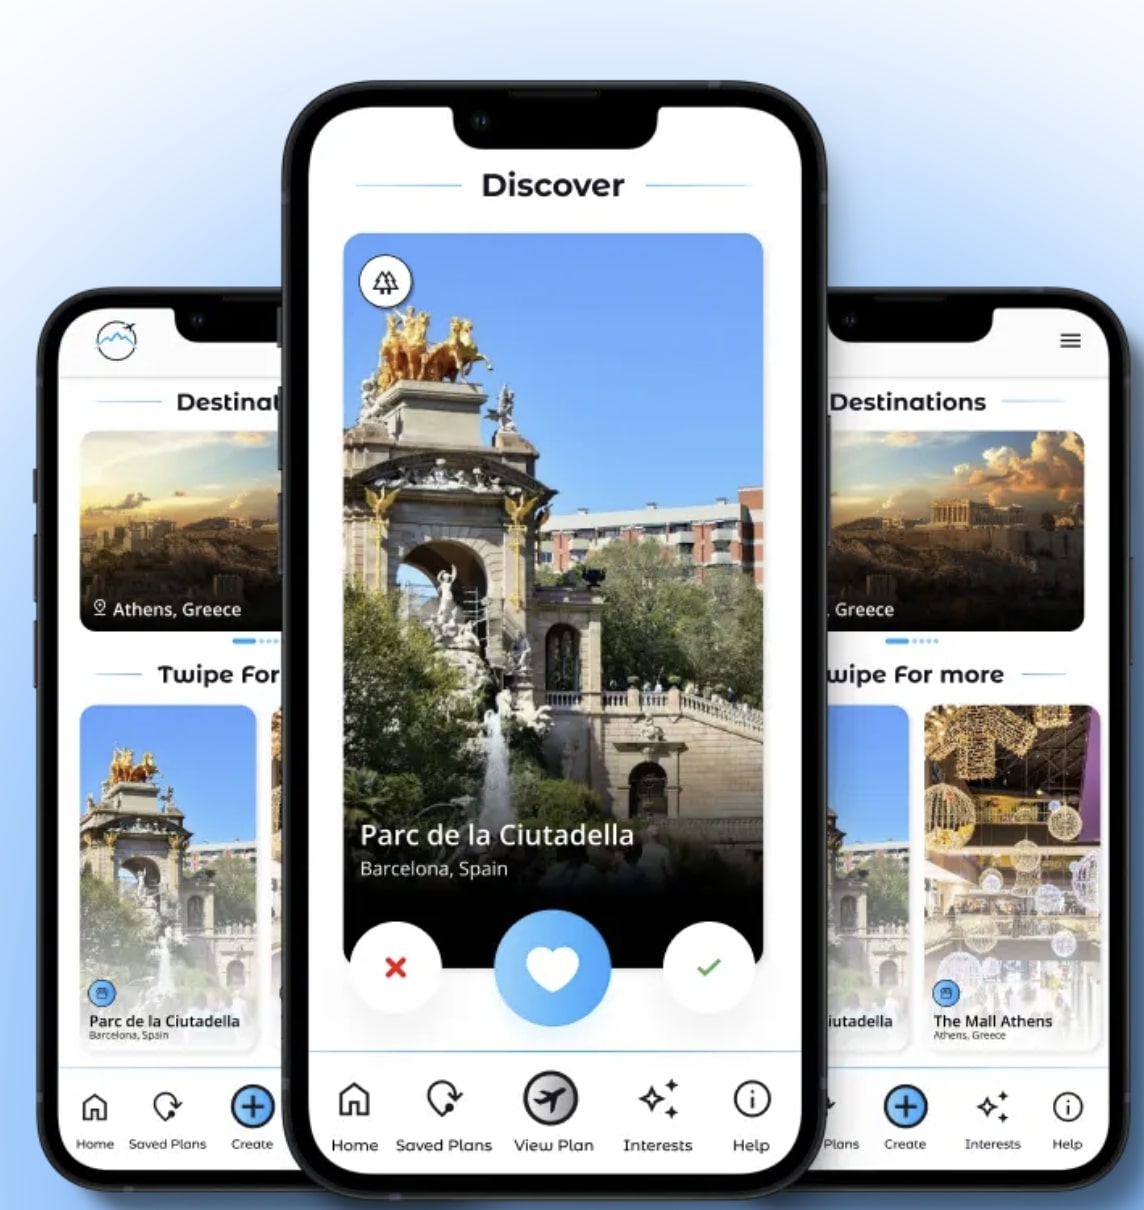 Discover
Parc de la Ciutadella
Barcelona, Spain
Home
Saved Plans
View Plan
Interests
Help
Destinat
Athens, Greece
Twipe For
Parc de la Ciutadella
Barcelona, Spain
Home
Saved Plans
Create
Destinations
, Greece
wipe For more
iutadella
The Mall Athens
Athens, Greece
Plans
Create
Interests
Help